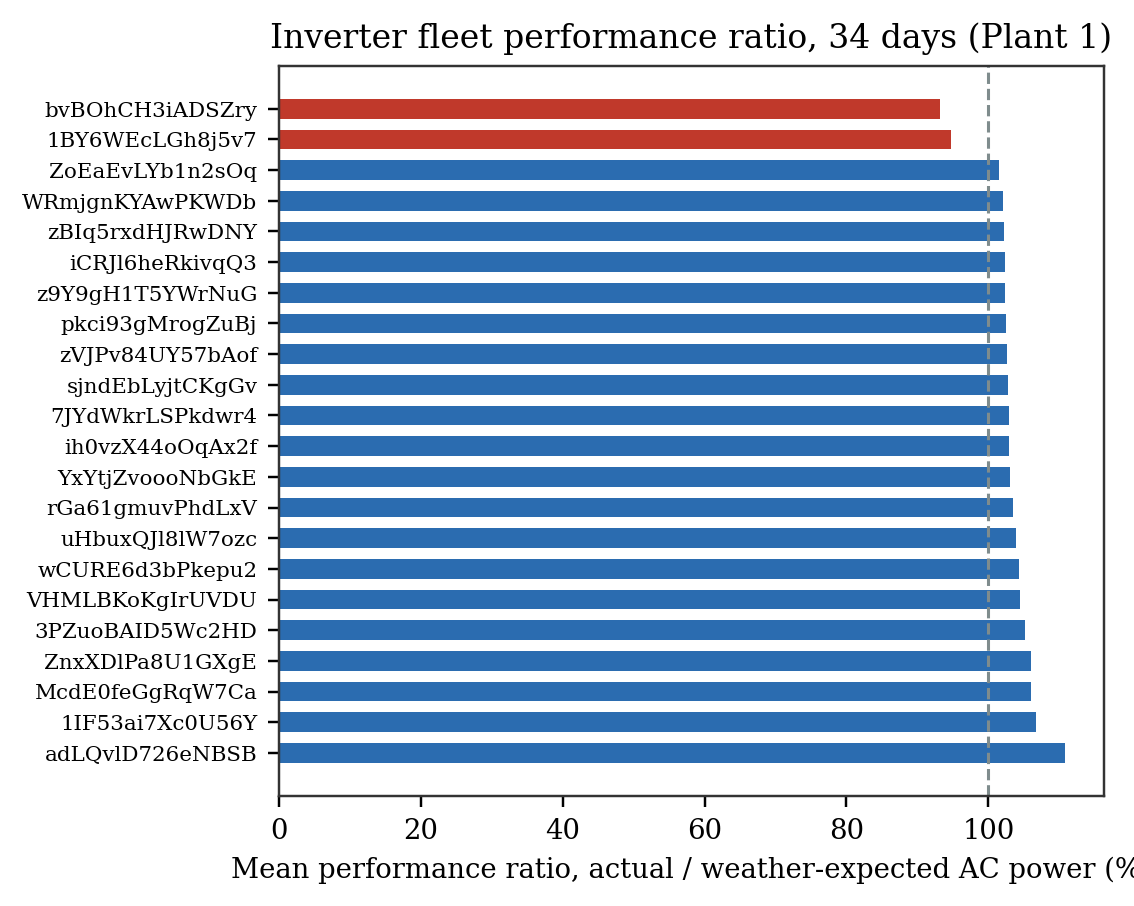 Inverter fleet performance ratio, 34 days (Plant 1)
bvBOhCH3iADSZry
1BY6WEcLGh8j5v7
ZoEaEvLYb1n2sOq
WRmjgnKYAwPKWDb
zBIq5rxdHJRwDNY
iCRJl6heRkivqQ3
z9Y9gH1T5YWrNuG
pkci93gMrogZuBj
zVJPv84UY57bAof
sjndEbLyjtCKgGv
7JYdWkrLSPkdwr4
ih0vzX44oOqAx2f
YxYtjZvoooNbGkE
rGa61gmuvPhdLxV
uHbuxQJl8lW7ozc
wCURE6d3bPkepu2
VHMLBKoKgIrUVDU
3PZuoBAID5Wc2HD
ZnxXDlPa8U1GXgE
McdE0feGgRqW7Ca
1IF53ai7Xc0U56Y
adLQvlD726eNBSB
0 20 40 60 80 100
Mean performance ratio, actual / weather-expected AC power (%